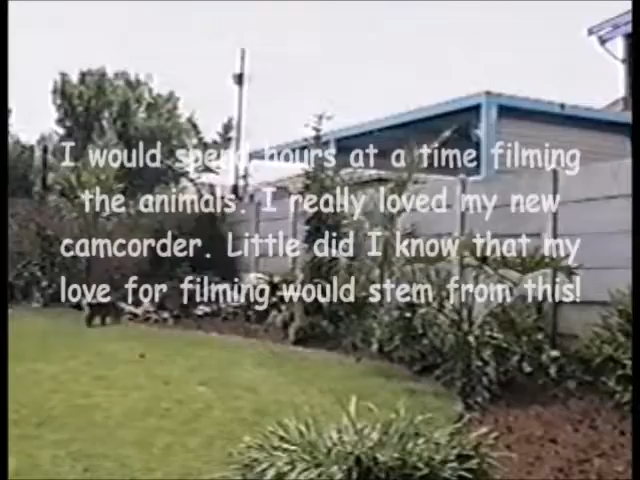 I would spend hours at a time filming
the animals. I really loved my new
camcorder. Little did I know that my
love for filming would stem from this!